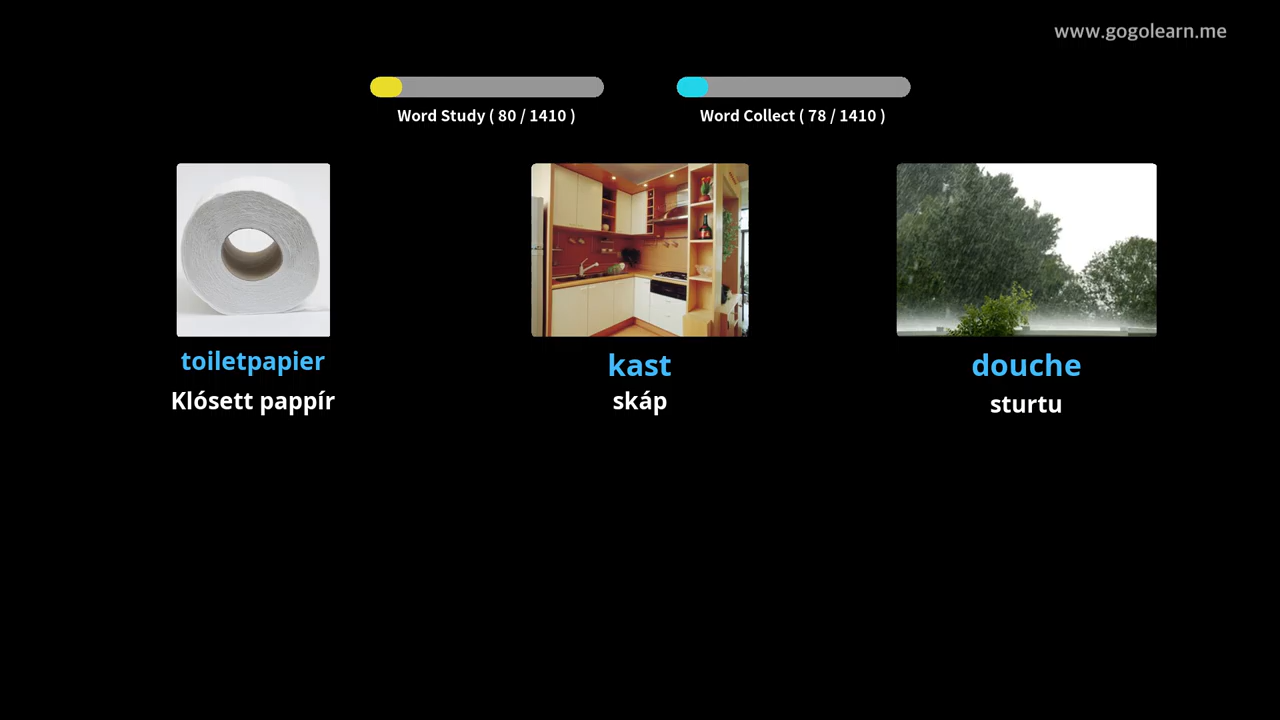 www.gogolearn.me
Word Study ( 80 / 1410 )
Word Collect ( 78 / 1410 )
toiletpapier
Klósett pappír
kast
skáp
douche
sturtu